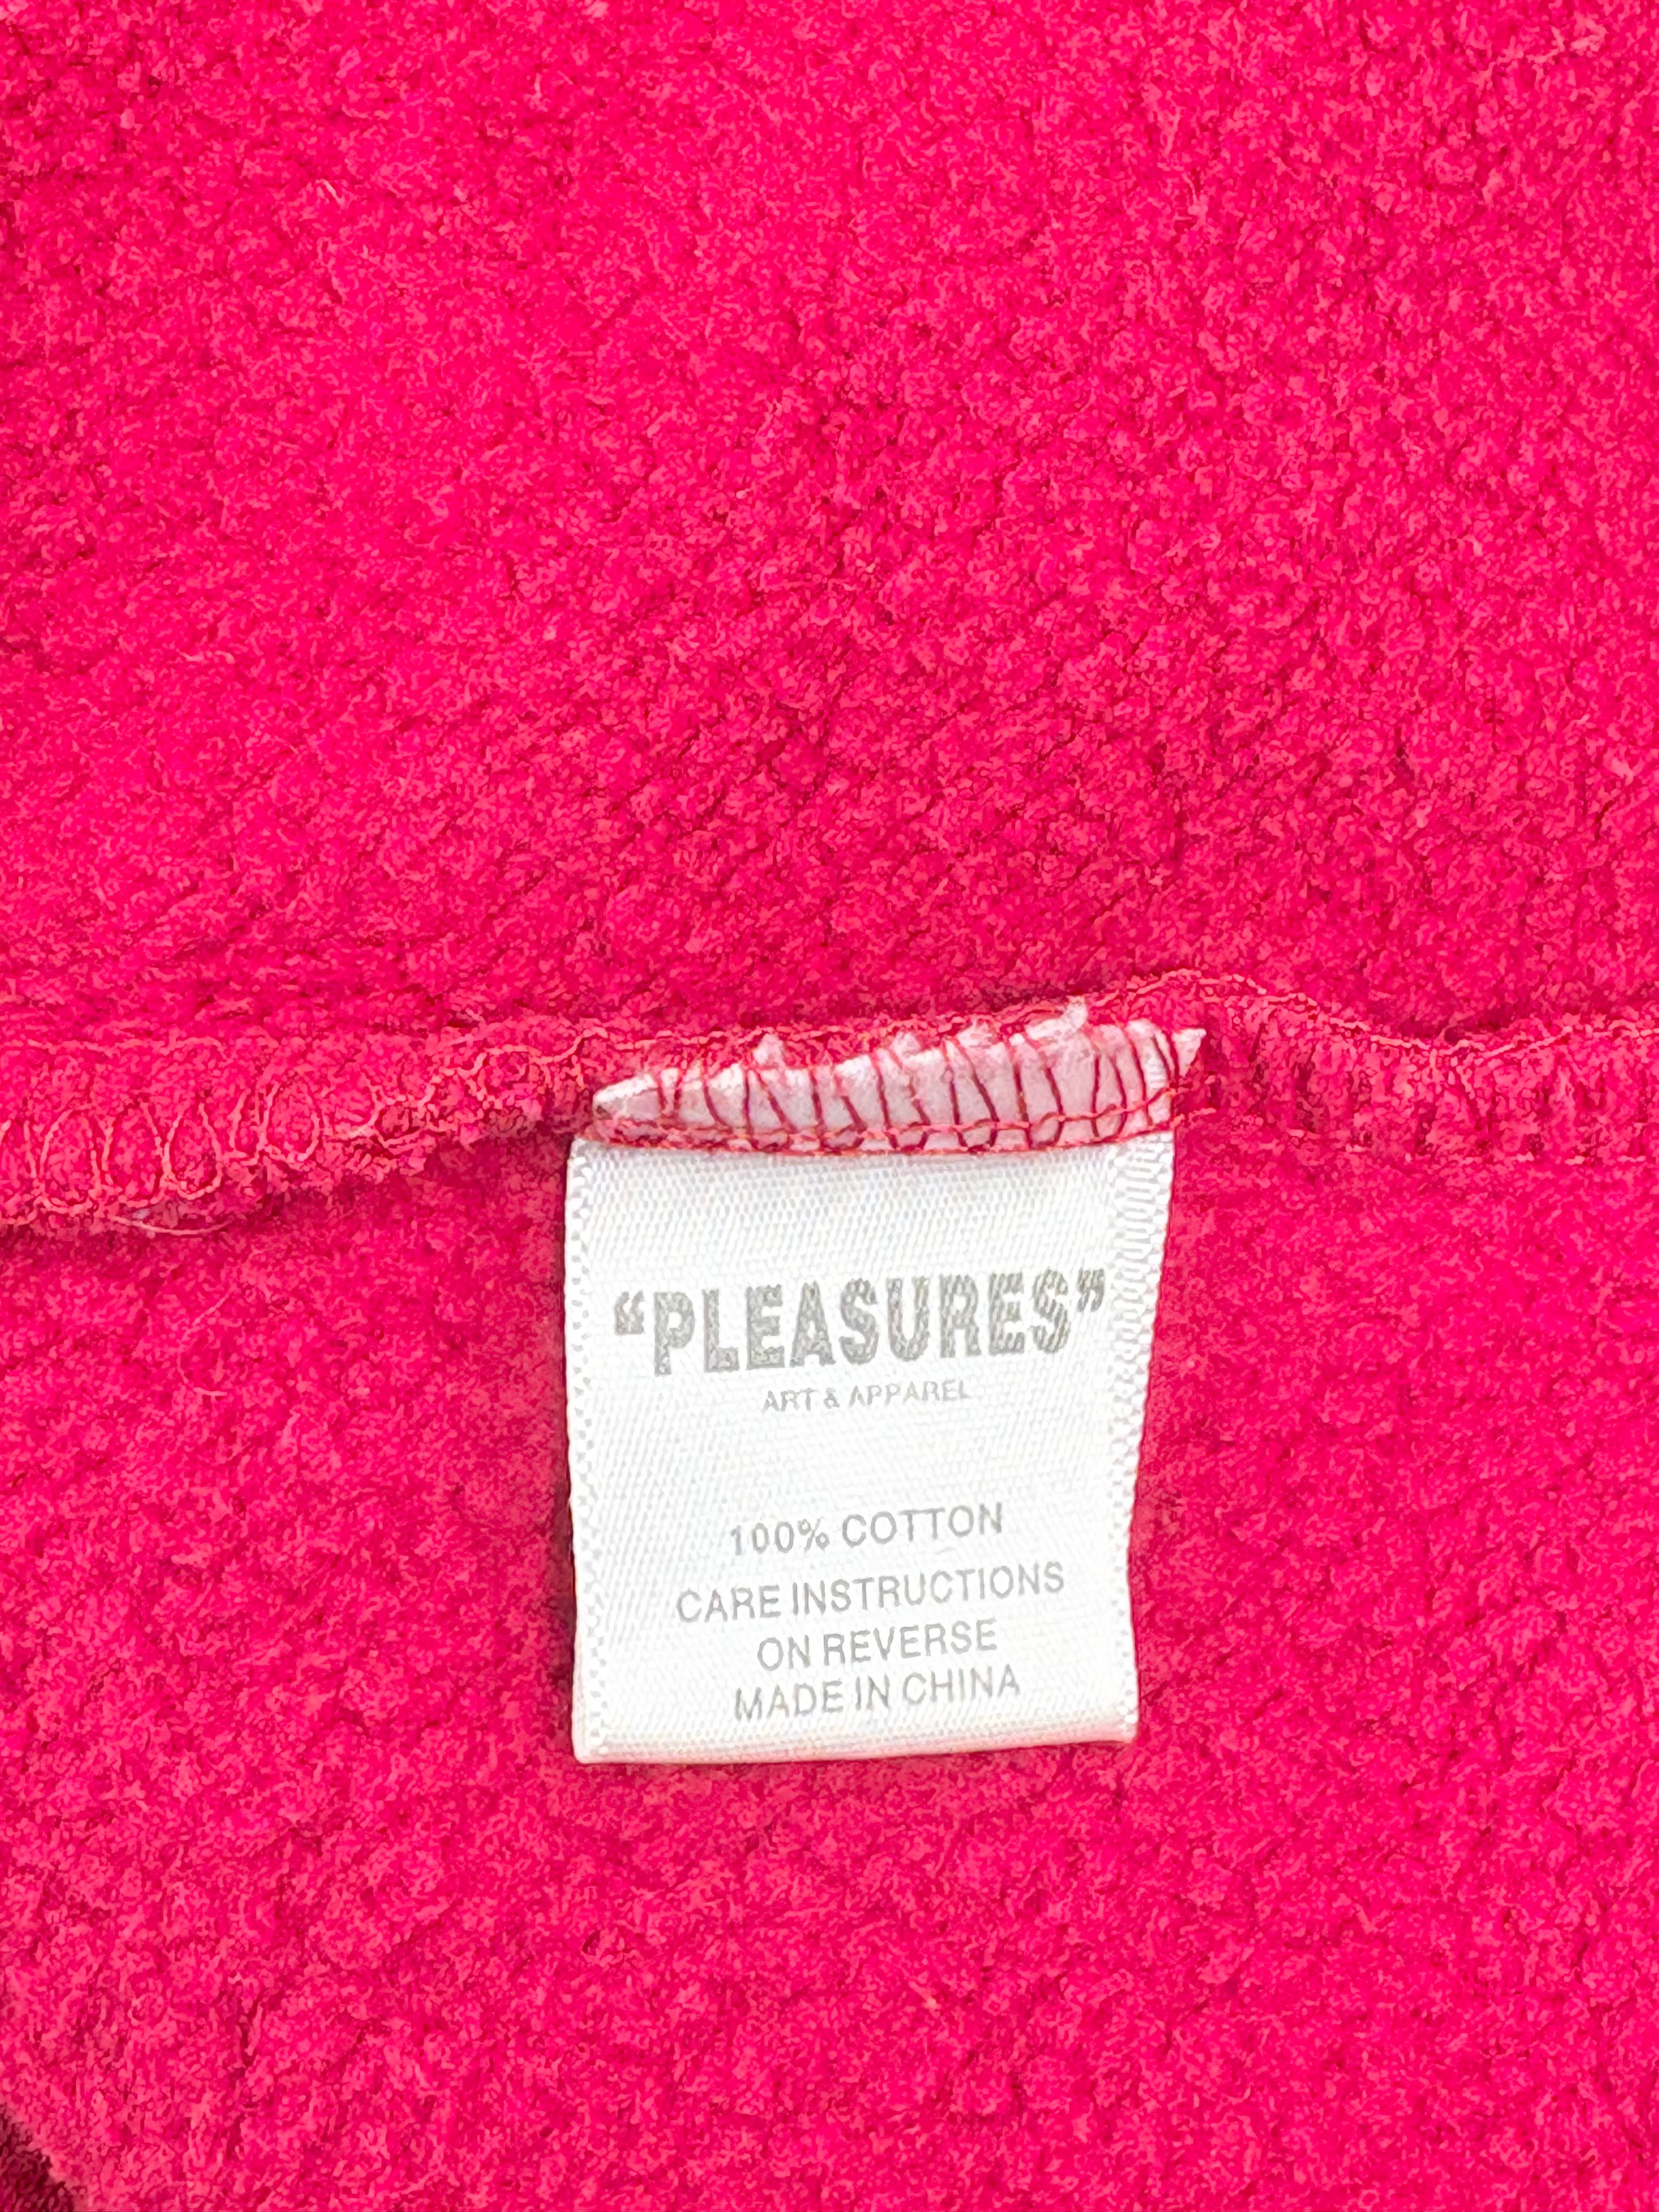 “PLEASURES”
ART & APPAREL
100% COTTON
CARE INSTRUCTIONS
ON REVERSE
MADE IN CHINA